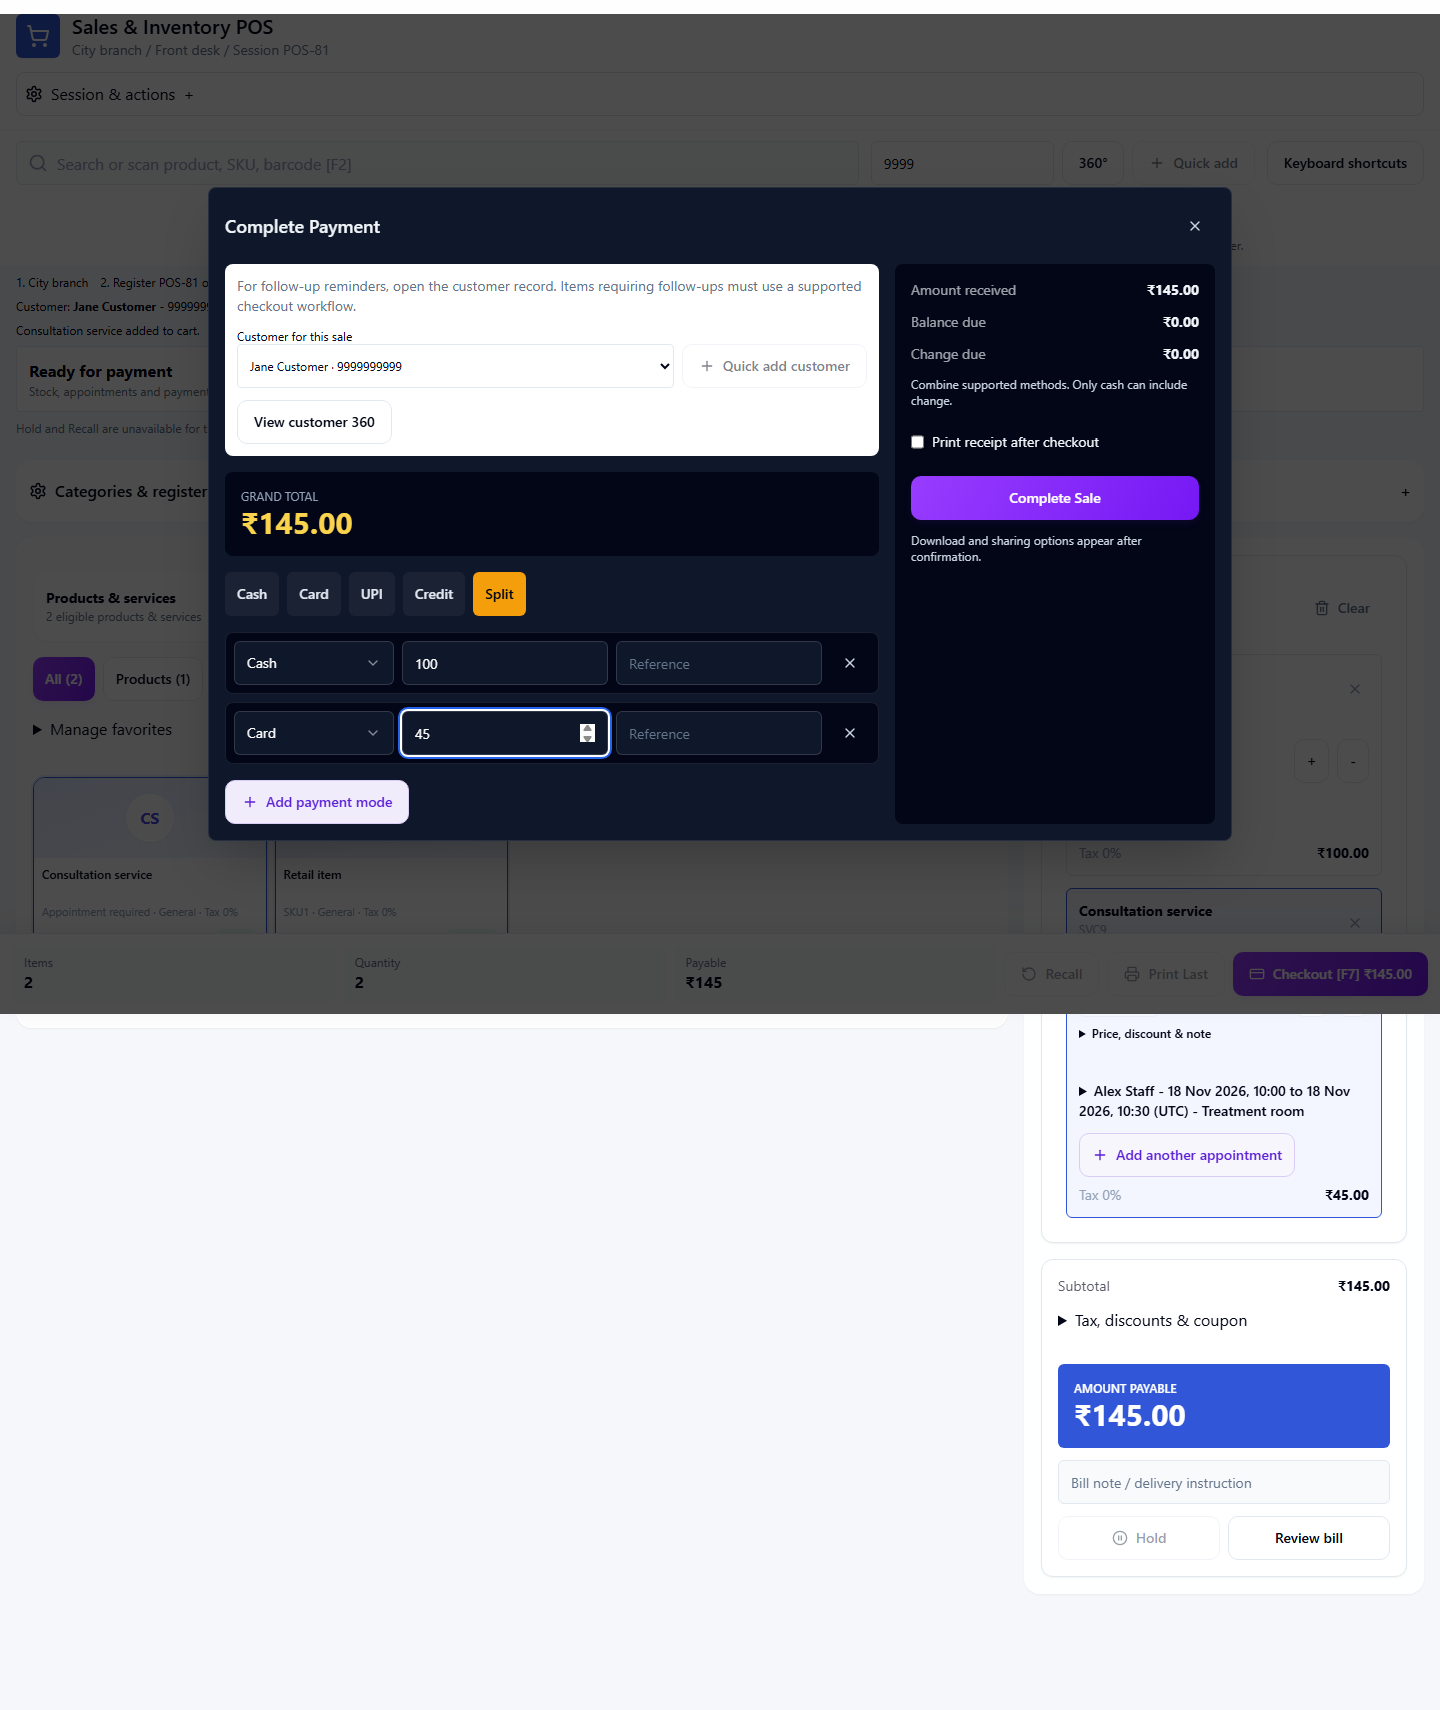 Sales & Inventory POS
City branch / Front desk / Session POS-81
Session & actions +
Search or scan product, SKU, barcode [F2]
9999
360°
+ Quick add
Keyboard shortcuts
er.
1. City branch 2. Register POS-81 o
Customer: Jane Customer - 9999999
Consultation service added to cart.
Ready for payment
Stock, appointments and payment
Hold and Recall are unavailable for t
Categories & register
+
Products & services
2 eligible products & services
All (2)
Products (1)
Manage favorites
CS
Consultation service
Appointment required · General · Tax 0%
Retail item
SKU1 · General · Tax 0%
Complete Payment
For follow-up reminders, open the customer record. Items requiring follow-ups must use a supported
checkout workflow.
Customer for this sale
Jane Customer · 9999999999
+ Quick add customer
View customer 360
GRAND TOTAL
₹145.00
Cash
Card
UPI
Credit
Split
Cash
100
Reference
Card
45
Reference
+ Add payment mode
Amount received ₹145.00
Balance due ₹0.00
Change due ₹0.00
Combine supported methods. Only cash can include
change.
Print receipt after checkout
Complete Sale
Download and sharing options appear after
confirmation.
Clear
+
-
Tax 0% ₹100.00
Consultation service
SVC9
Items
2
Quantity
2
Payable
₹145
Recall
Print Last
Checkout [F7] ₹145.00
Price, discount & note
Alex Staff - 18 Nov 2026, 10:00 to 18 Nov
2026, 10:30 (UTC) - Treatment room
+ Add another appointment
Tax 0% ₹45.00
Subtotal ₹145.00
Tax, discounts & coupon
AMOUNT PAYABLE
₹145.00
Bill note / delivery instruction
Hold
Review bill